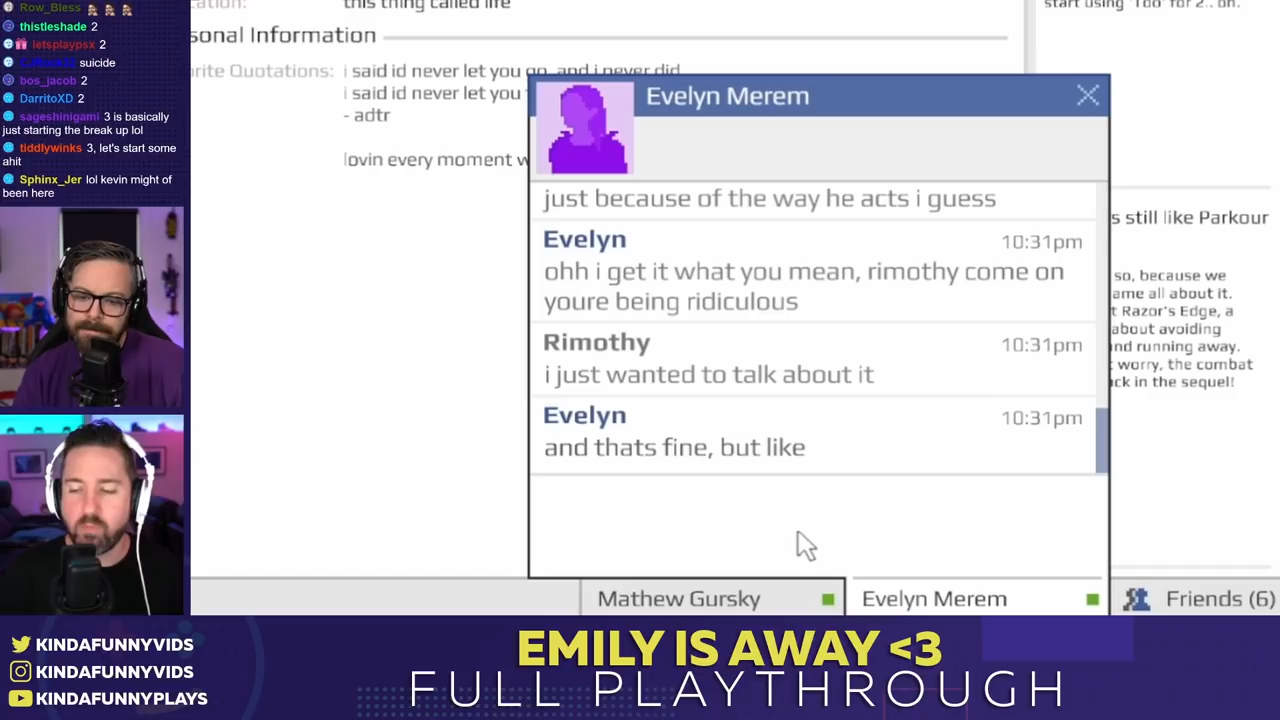 Row_Bless
thistleshade 2
letsplaypsx 2
suicide
bos_jacob 2
DarritoXD 2
sageshinigami 3 is basically
just starting the break up lol
tiddlywinks 3, let's start some
ahit
Sphinx_Jer lol kevin might of
been here
this thing called life
sonal Information
rite Quotations:
i said id never let you go, and i never did
i said id never let you
- adtr
lovin every moment w
Evelyn Merem
just because of the way he acts i guess
Evelyn 10:31pm
ohh i get it what you mean, rimothy come on
youre being ridiculous
Rimothy 10:31pm
i just wanted to talk about it
Evelyn 10:31pm
and thats fine, but like
start using 'Too' for 2.. oh.
s still like Parkour
so, because we
ame all about it.
t Razor's Edge, a
about avoiding
nd running away.
worry, the combat
ck in the sequel!
Mathew Gursky
Evelyn Merem
Friends (6)
KINDAFUNNYVIDS
KINDAFUNNYVIDS
KINDAFUNNYPLAYS
EMILY IS AWAY <3
FULL PLAYTHROUGH